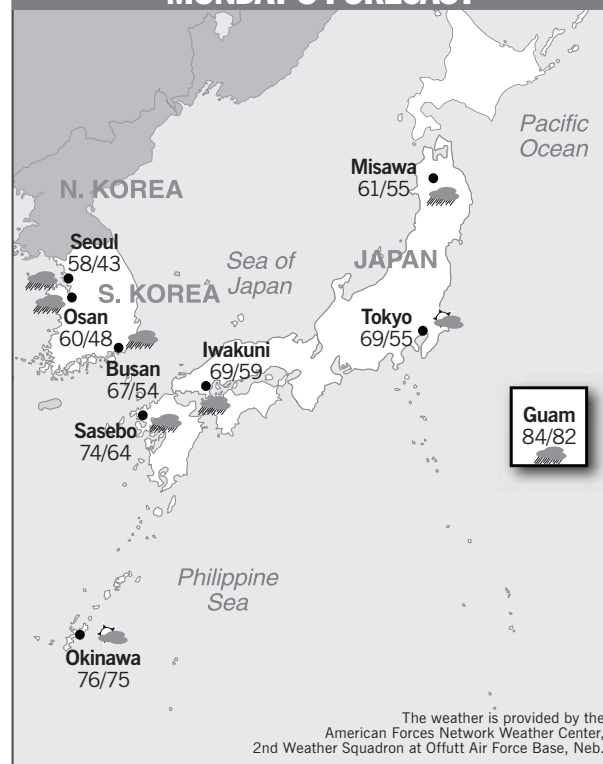 MONDAY'S FORECAST
Pacific
Ocean
Misawa
61/55
N. KOREA
Seoul
58/43
Sea of
Japan
JAPAN
S. KOREA
Osan
60/48
Tokyo
69/55
Busan
67/54
Iwakuni
69/59
Sasebo
74/64
Guam
84/82
Philippine
Sea
Okinawa
76/75
The weather is provided by the
American Forces Network Weather Center,
2nd Weather Squadron at Offutt Air Force Base, Neb.